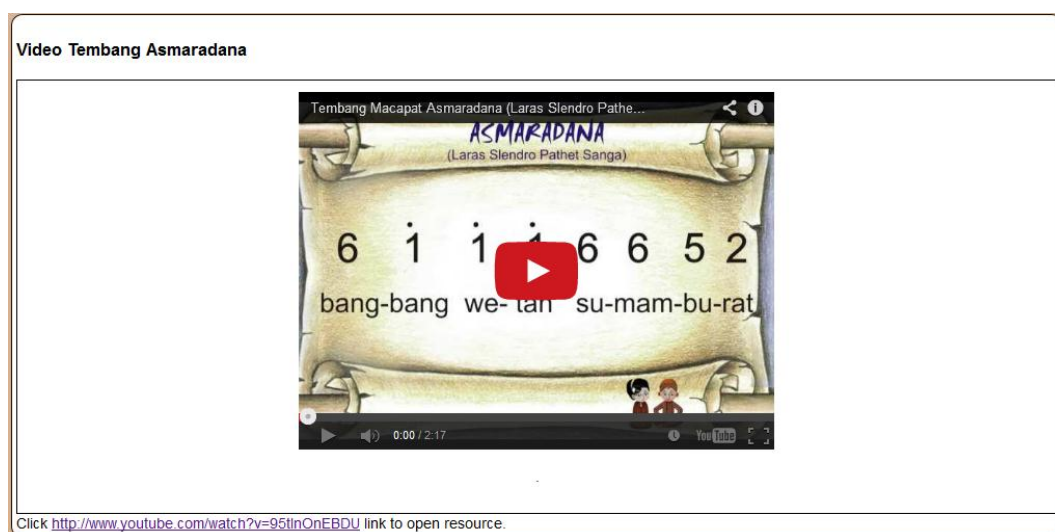 Video Tembang Asmaradana
Tembang Macapat Asmaradana (Laras Slendro Pathe...
ASMARADANA
(Laras Slendro Pathet Sanga)
6 1̇ 1̇ 1̇ 6 6 5 2
bang-bang we- tan su-mam-bu-rat
0:00 / 2:17
YouTube
Click http://www.youtube.com/watch?v=95tlnOnEBDU link to open resource.